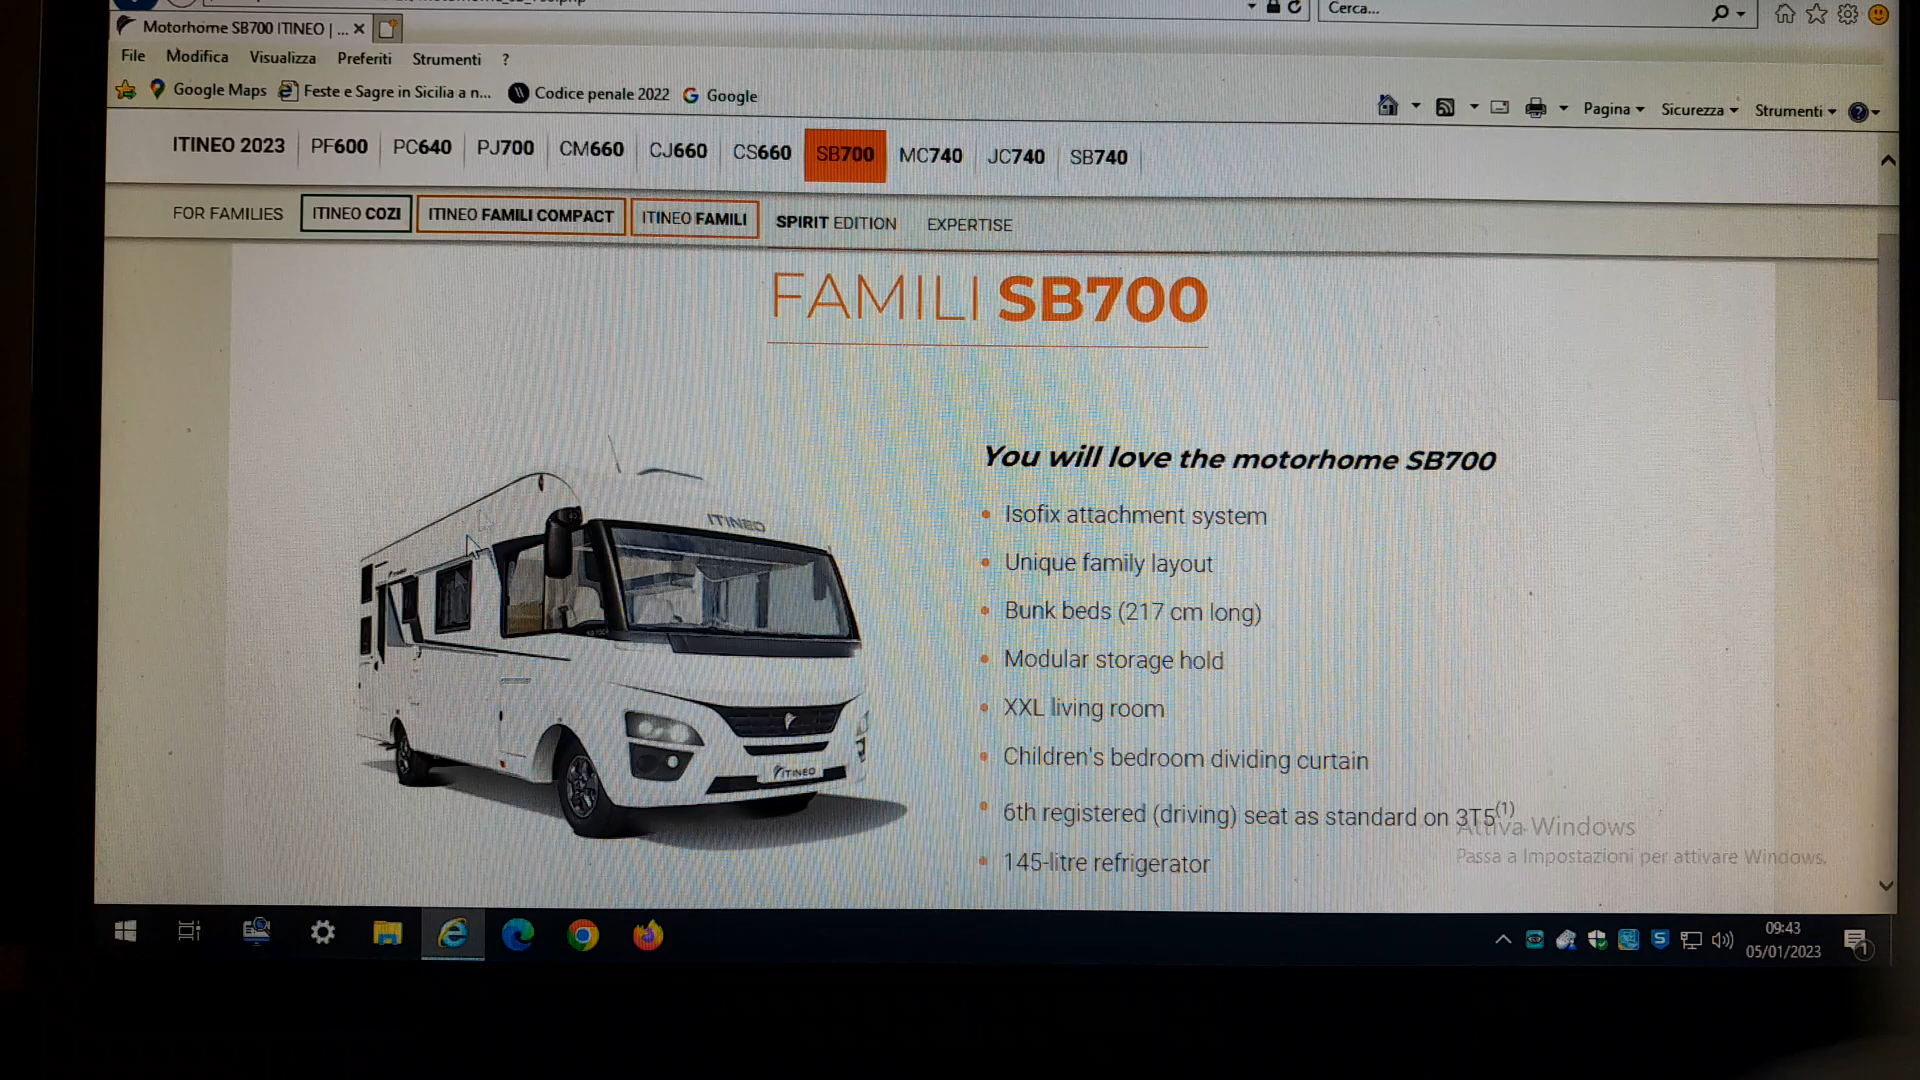 Cerca...
Motorhome SB700 ITINEO | ...
File Modifica Visualizza Preferiti Strumenti ?
Google Maps Feste e Sagre in Sicilia a n... Codice penale 2022 Google
Pagina Sicurezza Strumenti
ITINEO 2023 PF600 PC640 PJ700 CM660 CJ660 CS660 SB700 MC740 JC740 SB740
FOR FAMILIES ITINEO COZI ITINEO FAMILI COMPACT ITINEO FAMILI SPIRIT EDITION EXPERTISE
FAMILI SB700
You will love the motorhome SB700
Isofix attachment system
Unique family layout
Bunk beds (217 cm long)
Modular storage hold
XXL living room
Children's bedroom dividing curtain
6th registered (driving) seat as standard on 3T5(1)
145-litre refrigerator
ITINEO
ITINEO
Attiva Windows
Passa a Impostazioni per attivare Windows.
09:43
05/01/2023
1